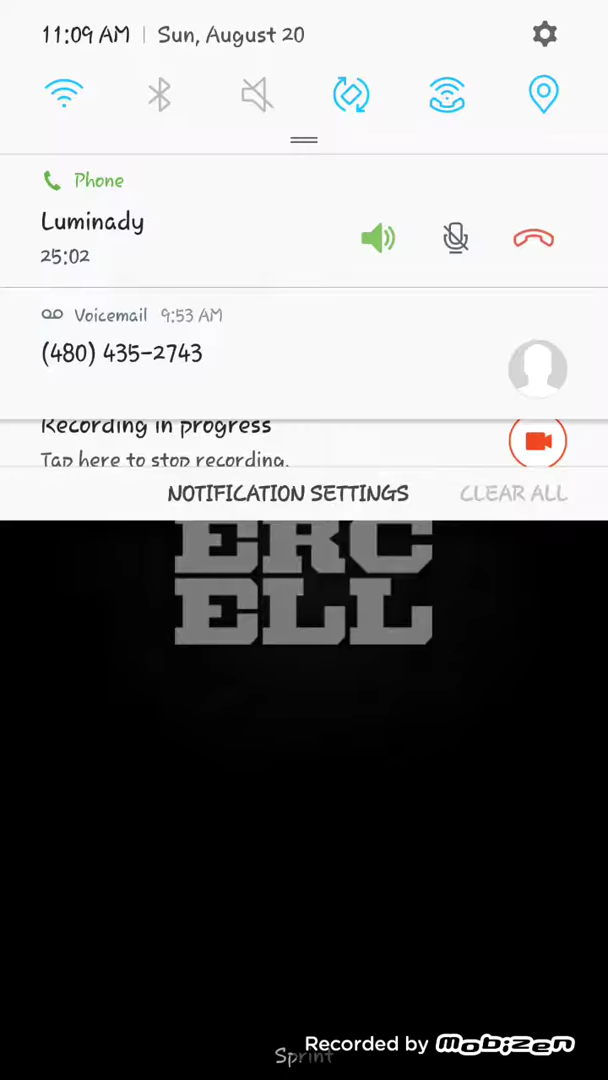 11:09 AM | Sun, August 20
Phone
Luminady
25:02
Voicemail 9:53 AM
(480) 435-2743
Recording in progress
Tap here to stop recording.
NOTIFICATION SETTINGS CLEAR ALL
ERC
ELL
Recorded by mobizen
Sprint